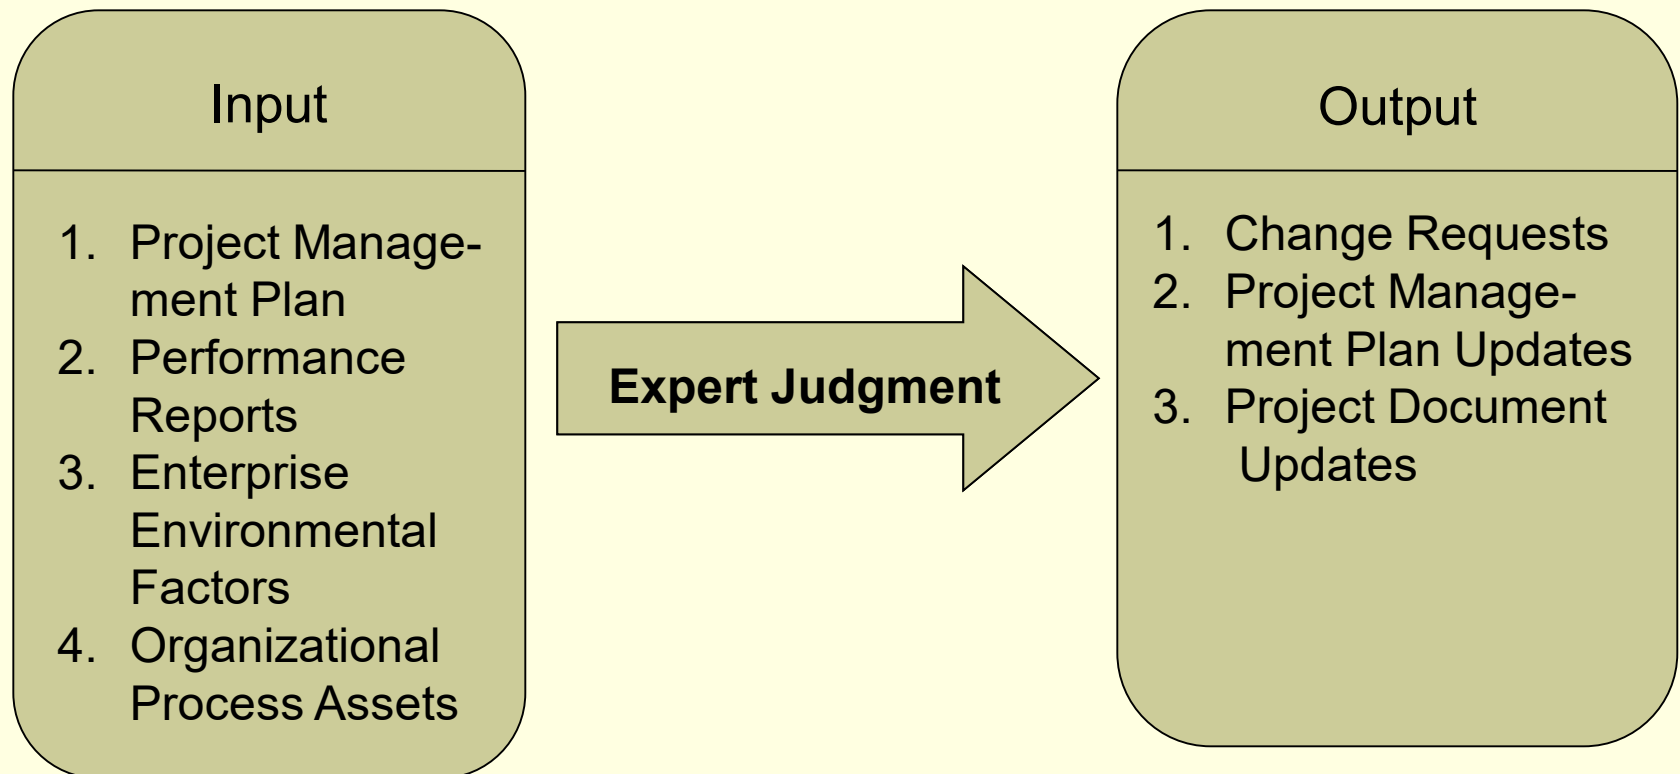 Input
1. Project Manage-
ment Plan
2. Performance
Reports
3. Enterprise
Environmental
Factors
4. Organizational
Process Assets
Expert Judgment
Output
1. Change Requests
2. Project Manage-
ment Plan Updates
3. Project Document
Updates